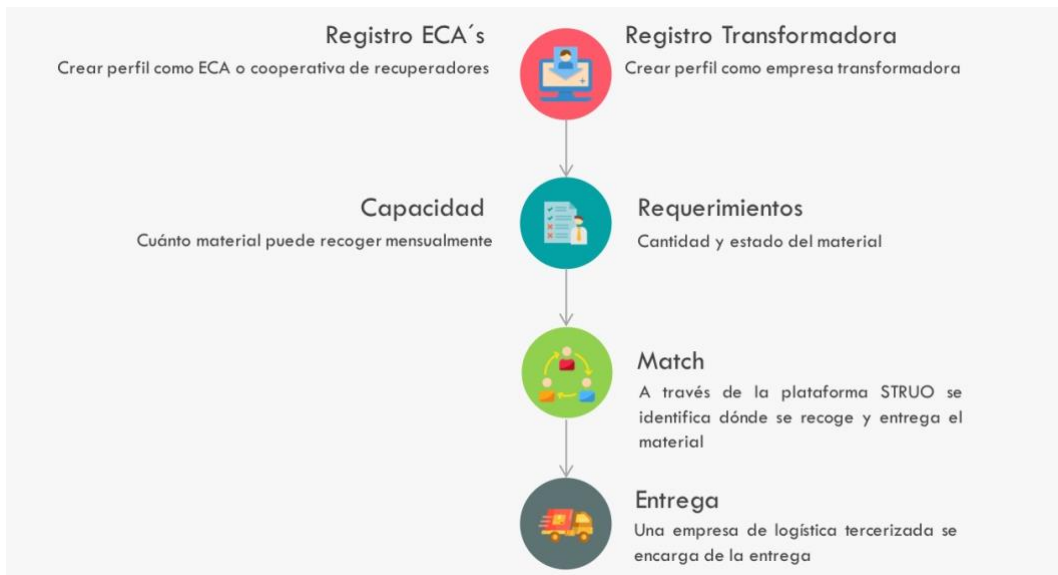 Registro ECA´s
Crear perfil como ECA o cooperativa de recuperadores
Registro Transformadora
Crear perfil como empresa transformadora
Capacidad
Cuánto material puede recoger mensualmente
Requerimientos
Cantidad y estado del material
Match
A través de la plataforma STRUO se
identifica dónde se recoge y entrega el
material
Entrega
Una empresa de logística tercerizada se
encarga de la entrega